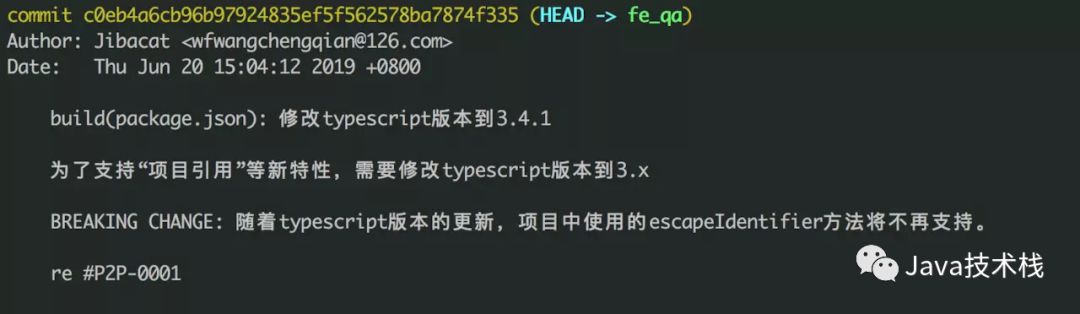 commit c0eb4a6cb96b97924835ef5f562578ba7874f335 (HEAD -> fe_qa)
Author: Jibacat <wfwangchengqian@126.com>
Date:   Thu Jun 20 15:04:12 2019 +0800
build(package.json): 修改typescript版本到3.4.1
为了支持“项目引用”等新特性，需要修改typescript版本到3.x
BREAKING CHANGE: 随着typescript版本的更新，项目中使用的escapeIdentifier方法将不再支持。
re #P2P-0001
Java技术栈